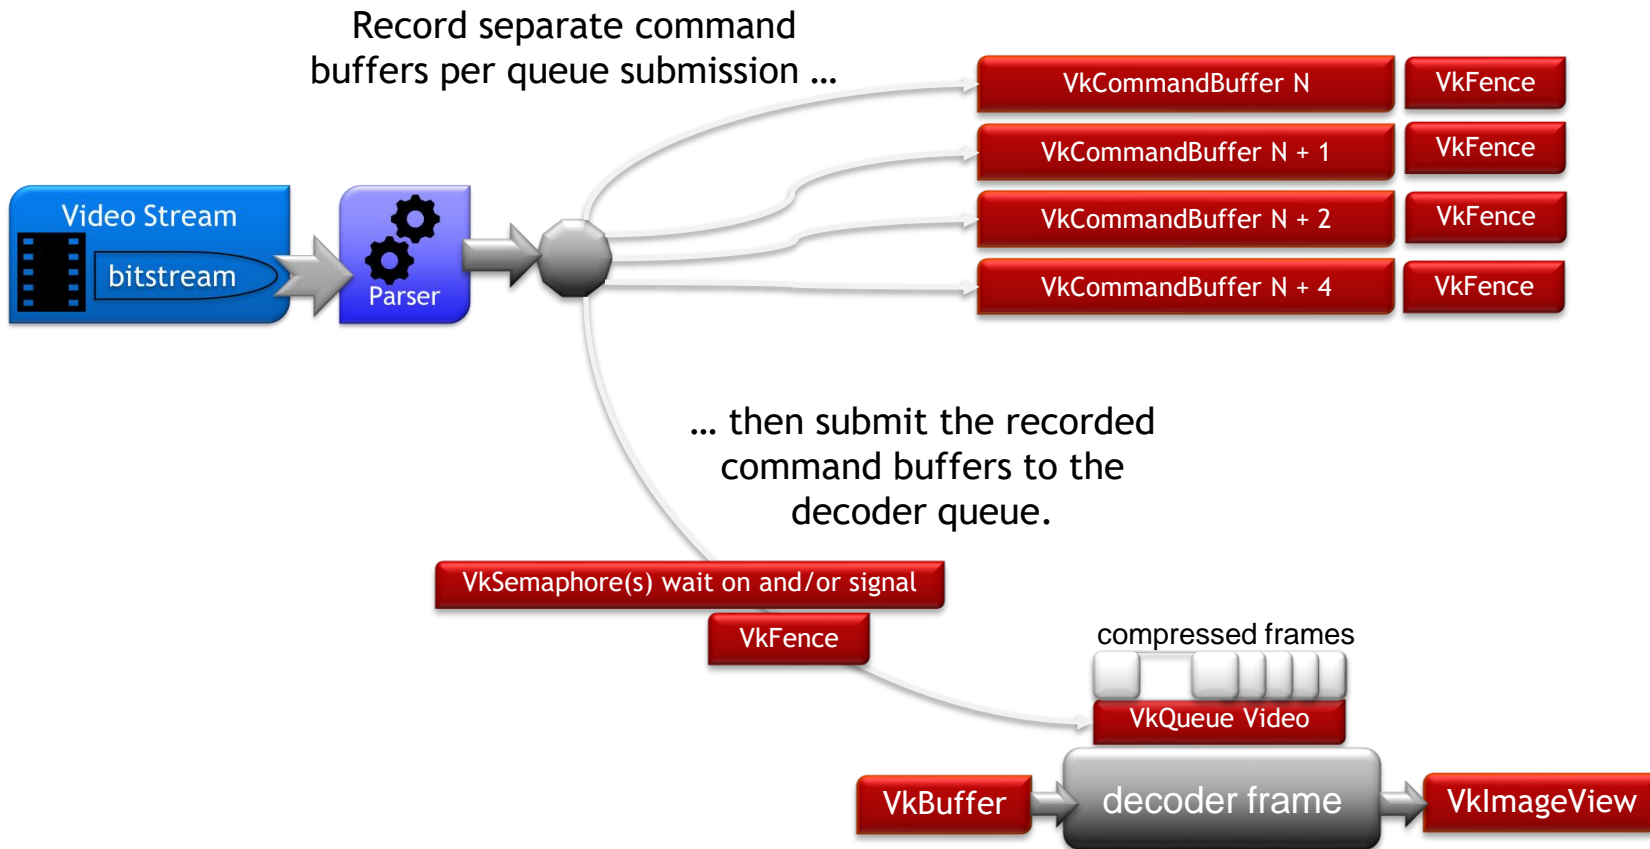 Record separate command
buffers per queue submission …
VkCommandBuffer N
VkFence
VkCommandBuffer N + 1
VkFence
VkCommandBuffer N + 2
VkFence
VkCommandBuffer N + 4
VkFence
Video Stream
bitstream
Parser
… then submit the recorded
command buffers to the
decoder queue.
VkSemaphore(s) wait on and/or signal
VkFence
compressed frames
VkQueue Video
VkBuffer
decoder frame
VkImageView